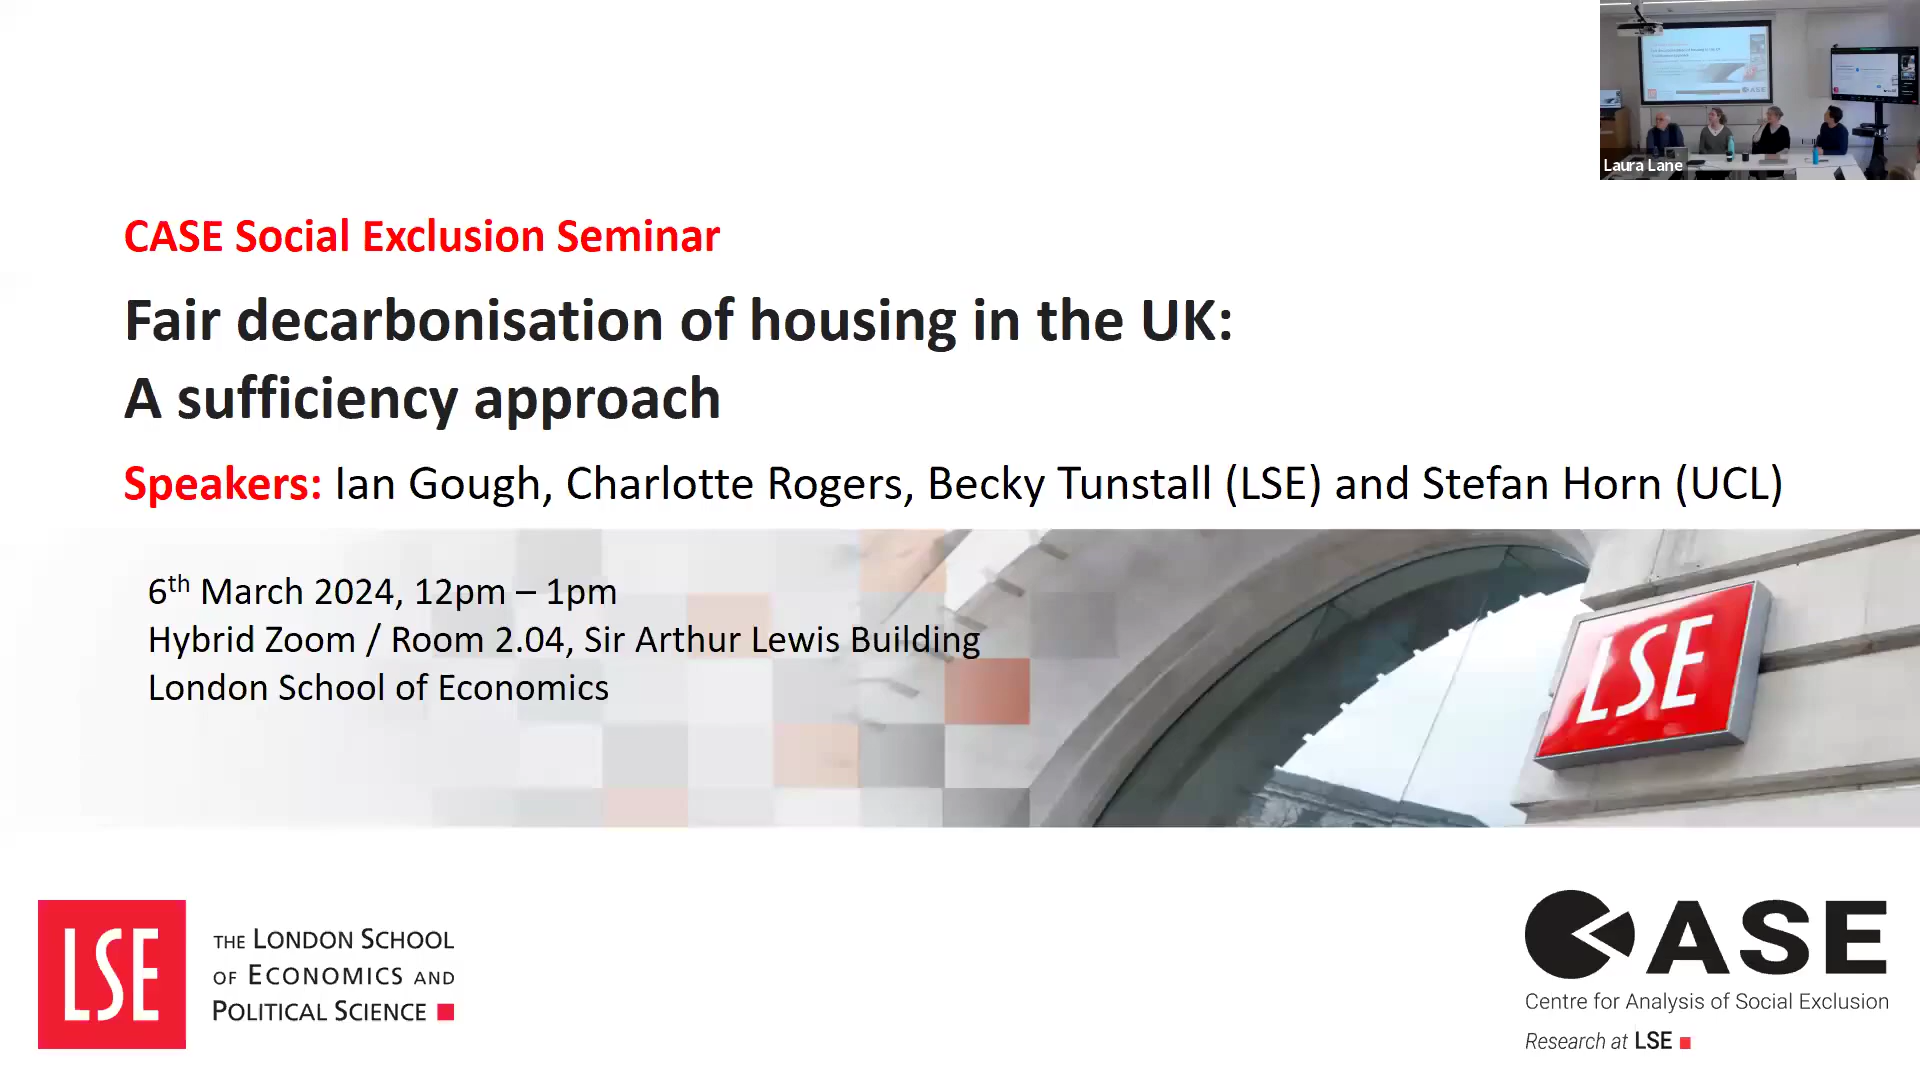 Laura Lane
CASE Social Exclusion Seminar
Fair decarbonisation of housing in the UK:
A sufficiency approach
Speakers: Ian Gough, Charlotte Rogers, Becky Tunstall (LSE) and Stefan Horn (UCL)
6th March 2024, 12pm – 1pm
Hybrid Zoom / Room 2.04, Sir Arthur Lewis Building
London School of Economics
LSE
LSE
THE LONDON SCHOOL
OF ECONOMICS AND
POLITICAL SCIENCE
CASE
Centre for Analysis of Social Exclusion
Research at LSE